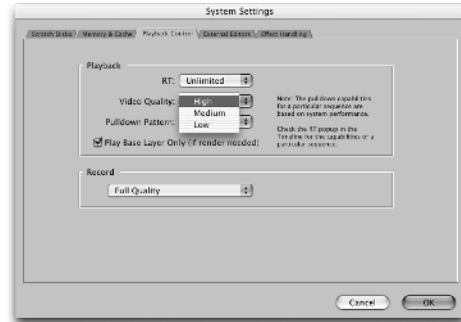 System Settings
Scratch Disks Memory & Cache Playback Control External Editors Effect Handling
Playback
RT: Unlimited
Video Quality: High
Medium
Low
Pulldown Pattern:
Play Base Layer Only (if render needed)
Note: The pulldown capabilities
for a particular sequence are
based on system performance.
Check the RT popup in the
Timeline for the capabilities of a
particular sequence.
Record
Full Quality
Cancel OK